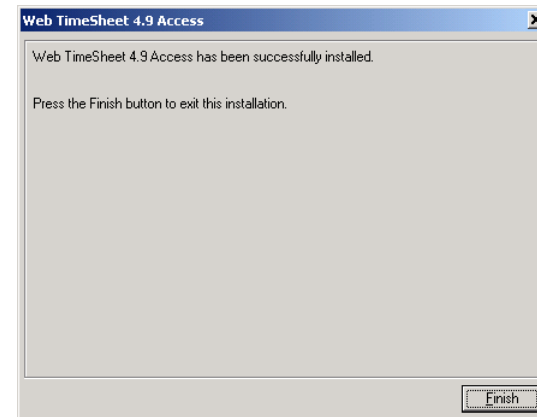 Web TimeSheet 4.9 Access
Web TimeSheet 4.9 Access has been successfully installed.
Press the Finish button to exit this installation.
Finish